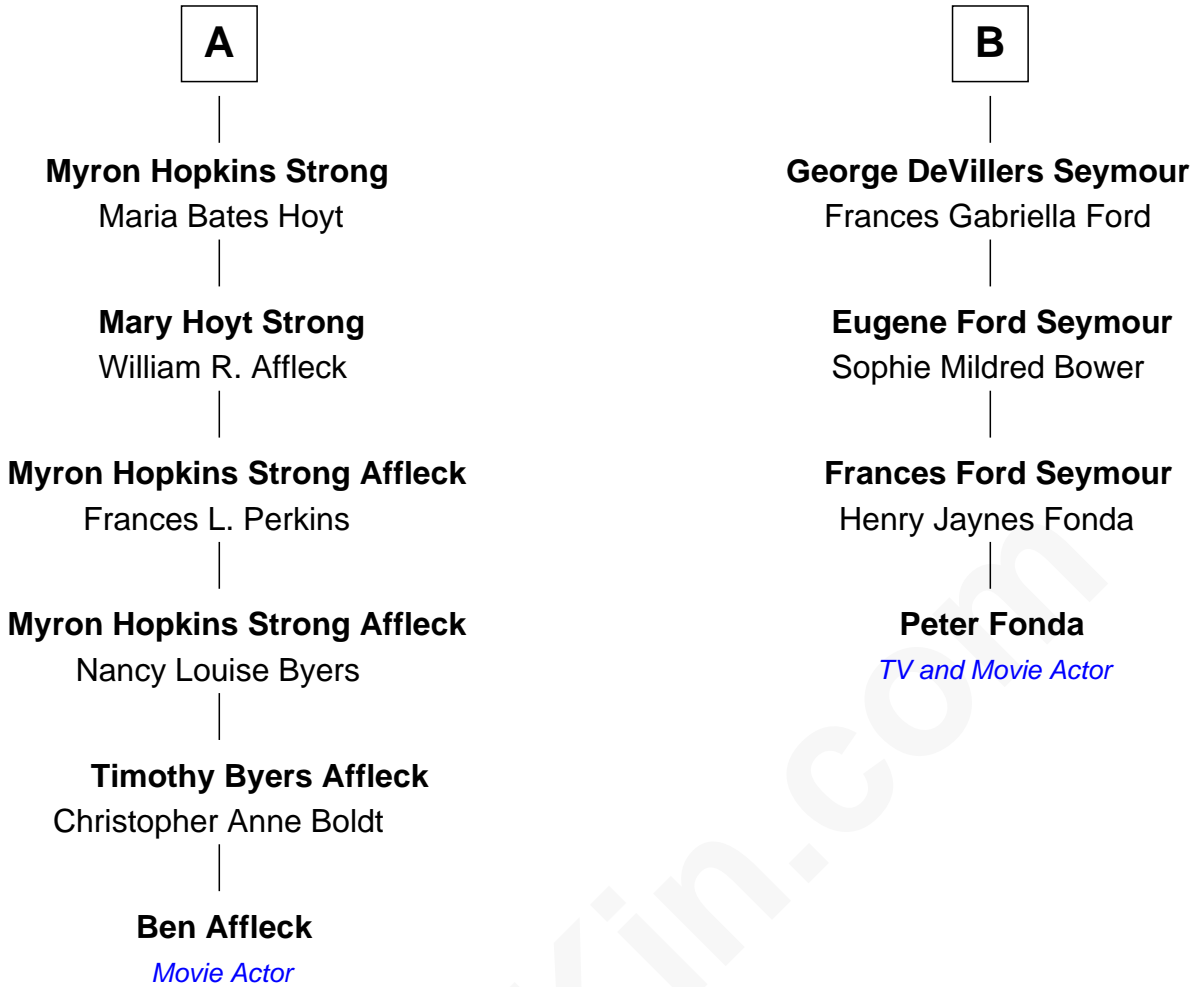 A
Myron Hopkins Strong
Maria Bates Hoyt
Mary Hoyt Strong
William R. Affleck
Myron Hopkins Strong Affleck
Frances L. Perkins
Myron Hopkins Strong Affleck
Nancy Louise Byers
Timothy Byers Affleck
Christopher Anne Boldt
Ben Affleck
Movie Actor
B
George DeVillers Seymour
Frances Gabriella Ford
Eugene Ford Seymour
Sophie Mildred Bower
Frances Ford Seymour
Henry Jaynes Fonda
Peter Fonda
TV and Movie Actor
Kin.com